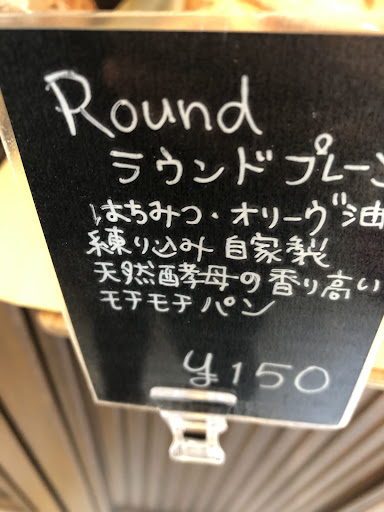 Round
ラウンドプレーン
はちみつ・オリーヴ油
練り込み自家製
天然酵母の香り高い
モチモチパン
¥150